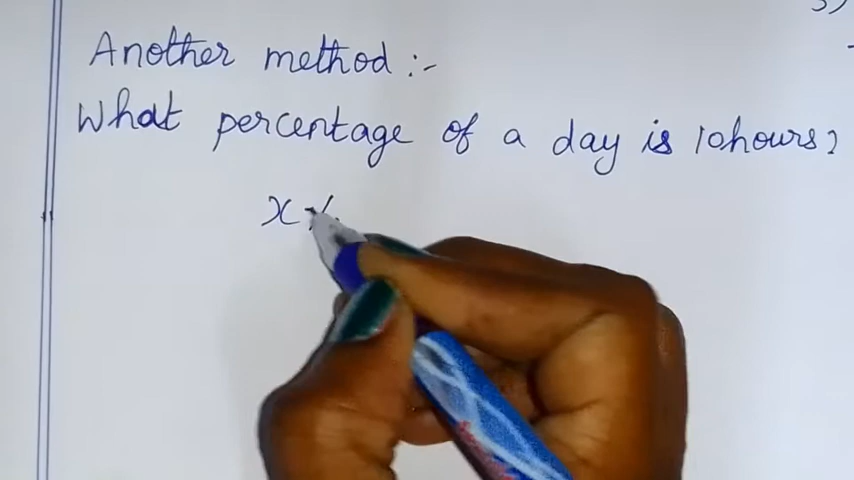 Another method :-
What percentage of a day is 10hours?
x%